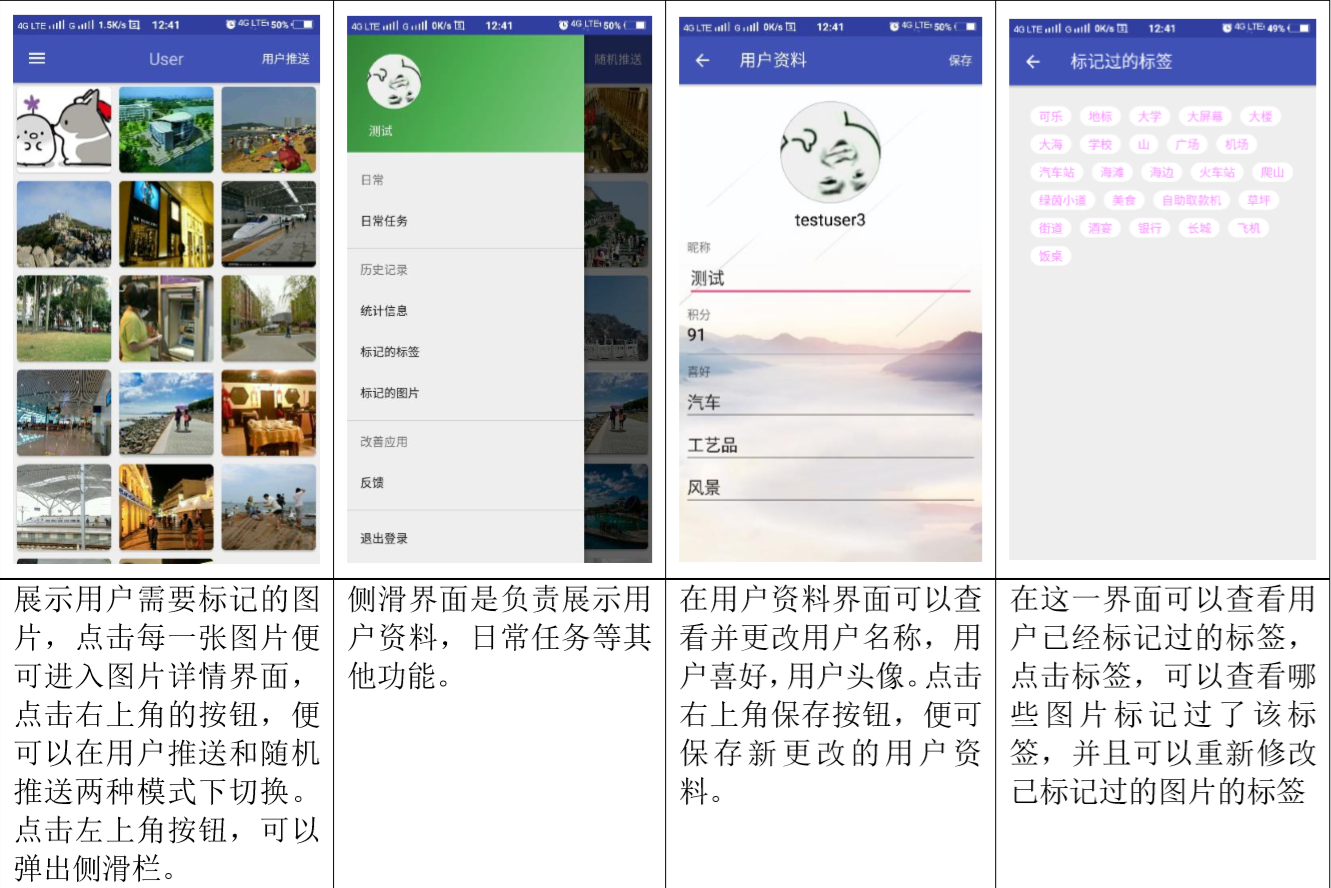 4G LTE G 1.5K/s 12:41 4G LTE 50%
User 用户推送
4G LTE G 0K/s 12:41 4G LTE 50%
随机推送
测试
日常
日常任务
历史记录
统计信息
标记的标签
标记的图片
改善应用
反馈
退出登录
4G LTE G 0K/s 12:41 4G LTE 50%
用户资料 保存
testuser3
昵称
测试
积分
91
喜好
汽车
工艺品
风景
4G LTE G 0K/s 12:41 4G LTE 49%
标记过的标签
可乐 地标 大学 大屏幕 大楼
大海 学校 山 广场 机场
汽车站 海滩 海边 火车站 爬山
绿茵小道 美食 自助取款机 草坪
街道 酒宴 银行 长城 飞机
饭桌
展示用户需要标记的图
片，点击每一张图片便
可进入图片详情界面，
点击右上角的按钮，便
可以在用户推送和随机
推送两种模式下切换。
点击左上角按钮，可以
弹出侧滑栏。
侧滑界面是负责展示用
户资料，日常任务等其
他功能。
在用户资料界面可以查
看并更改用户名称，用
户喜好，用户头像。点击
右上角保存按钮，便可
保存新更改的用户资
料。
在这一界面可以查看用
户已经标记过的标签，
点击标签，可以查看哪
些图片标记过了该标
签，并且可以重新修改
已标记过的图片的标签